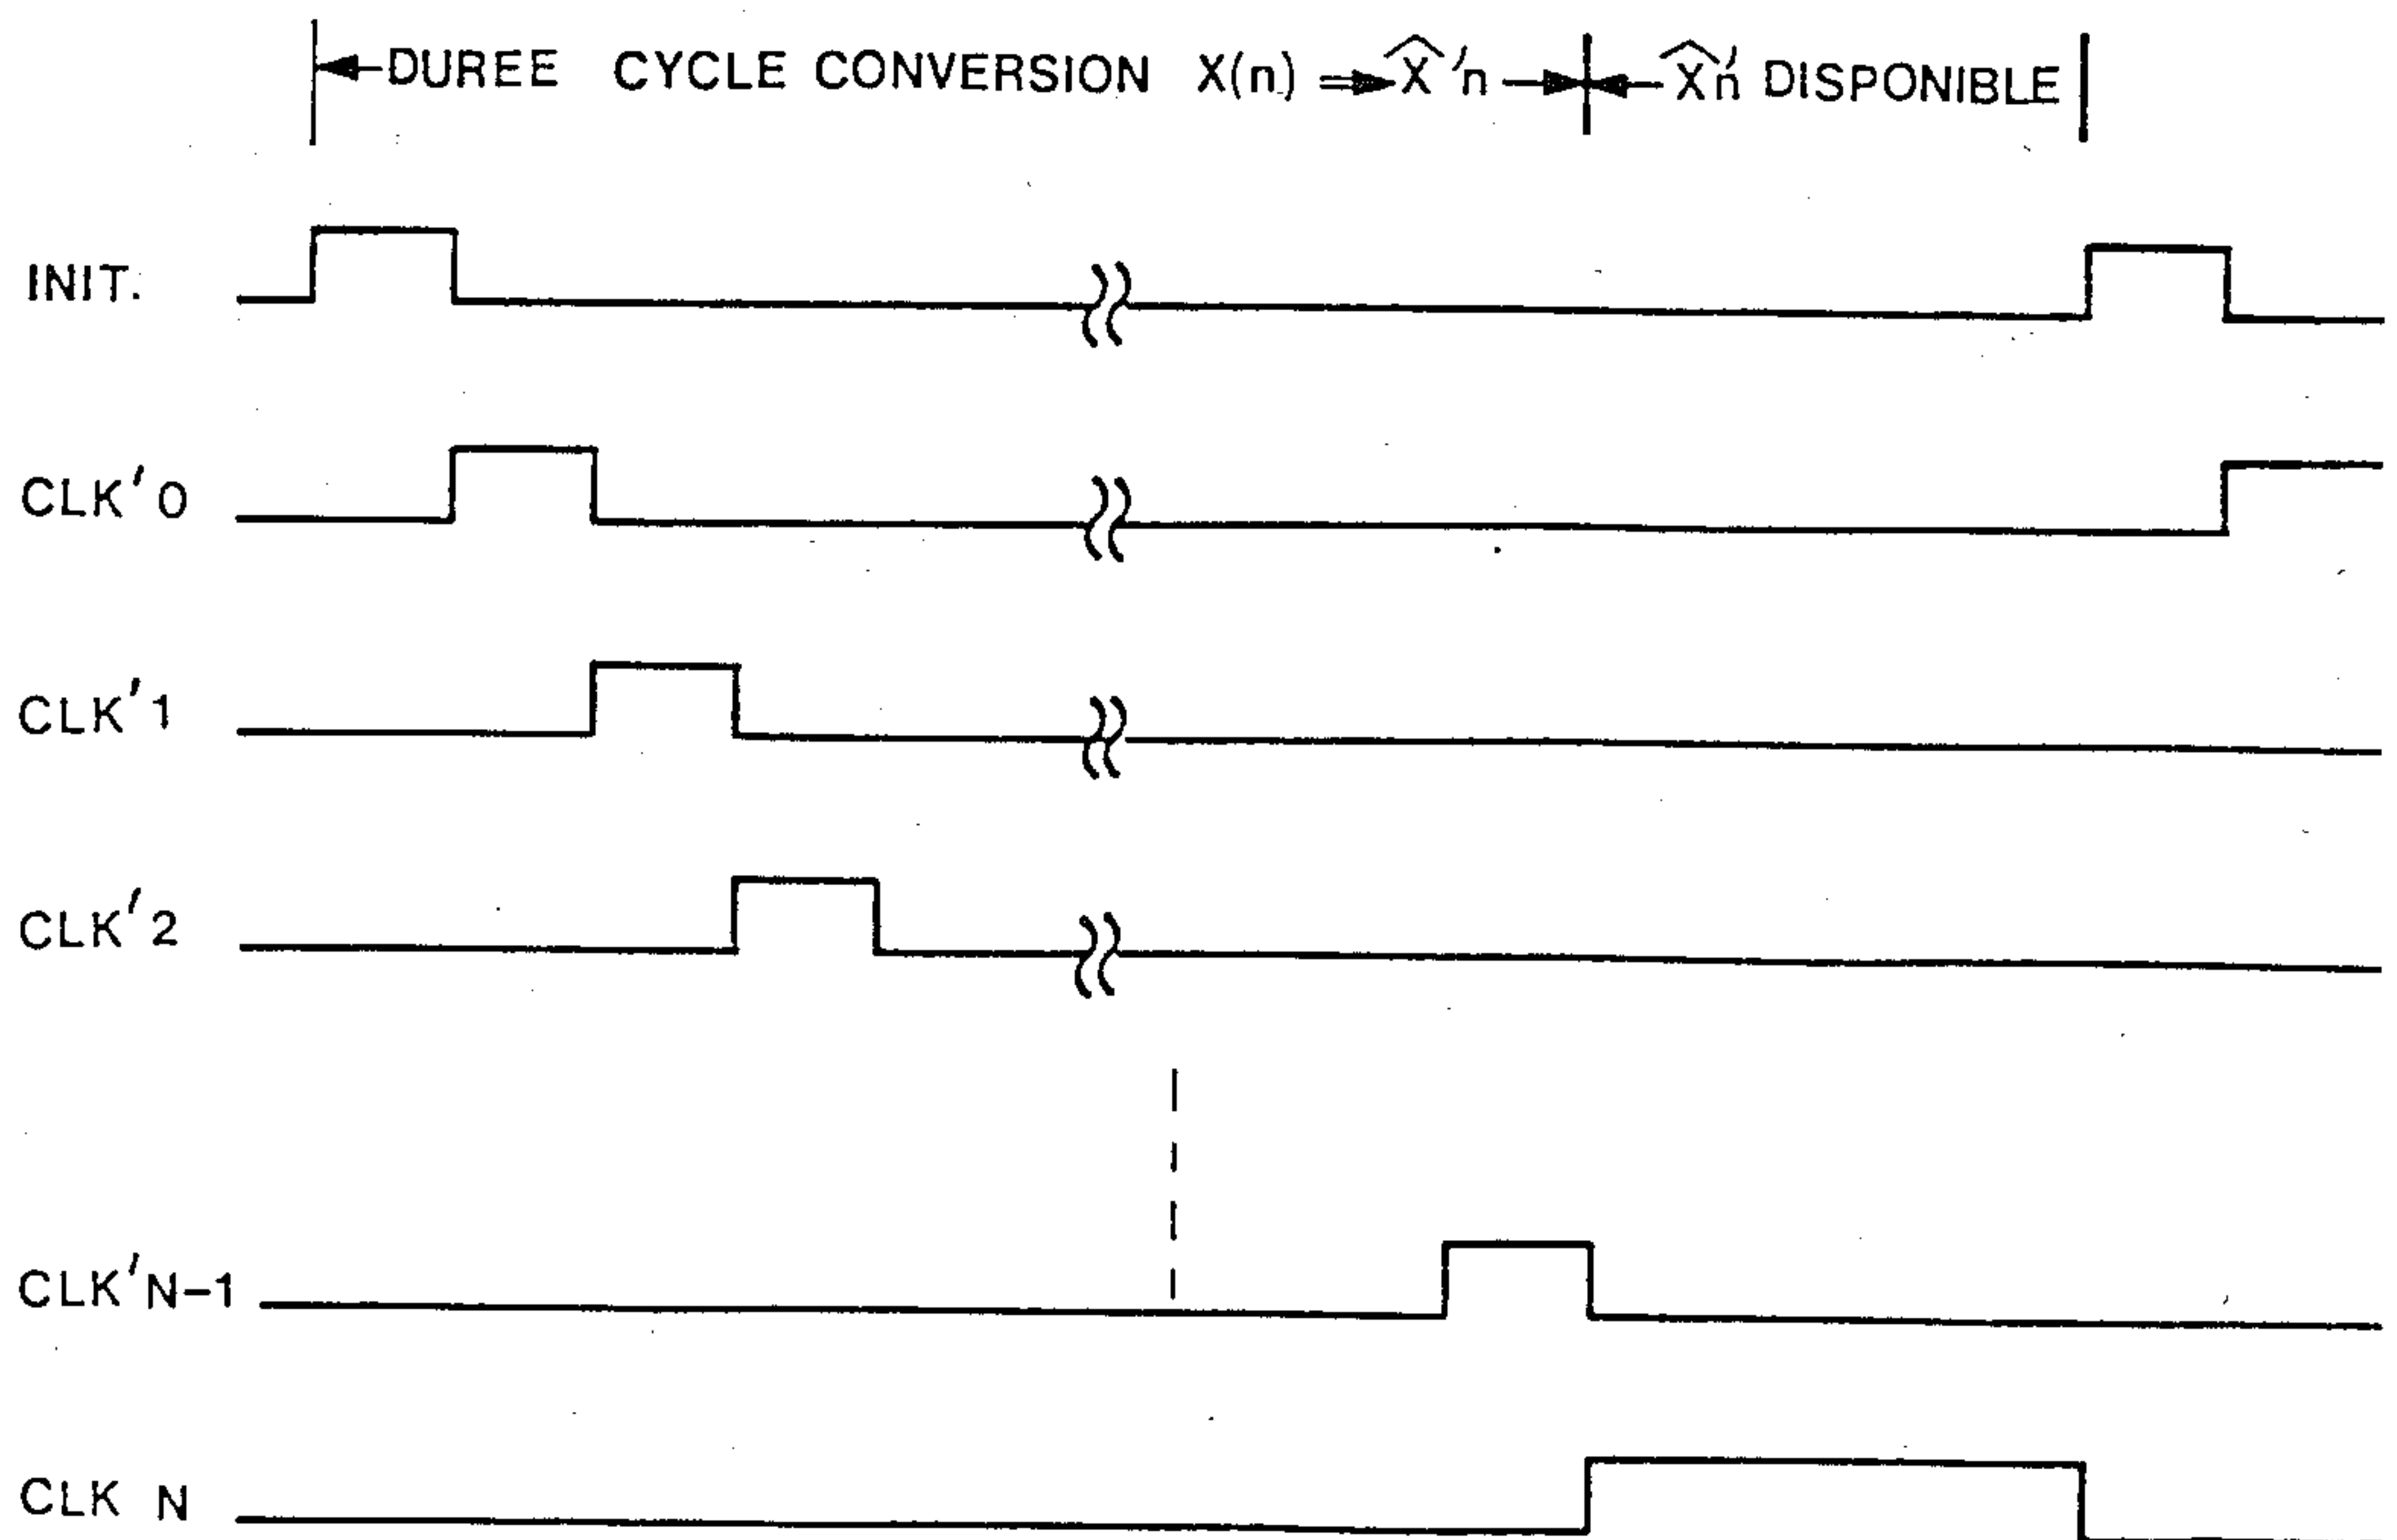 DUREE CYCLE CONVERSION X(n) ⇒ X̂'n
X̂n' DISPONIBLE
INIT.
CLK'0
CLK'1
CLK'2
CLK'N-1
CLK N